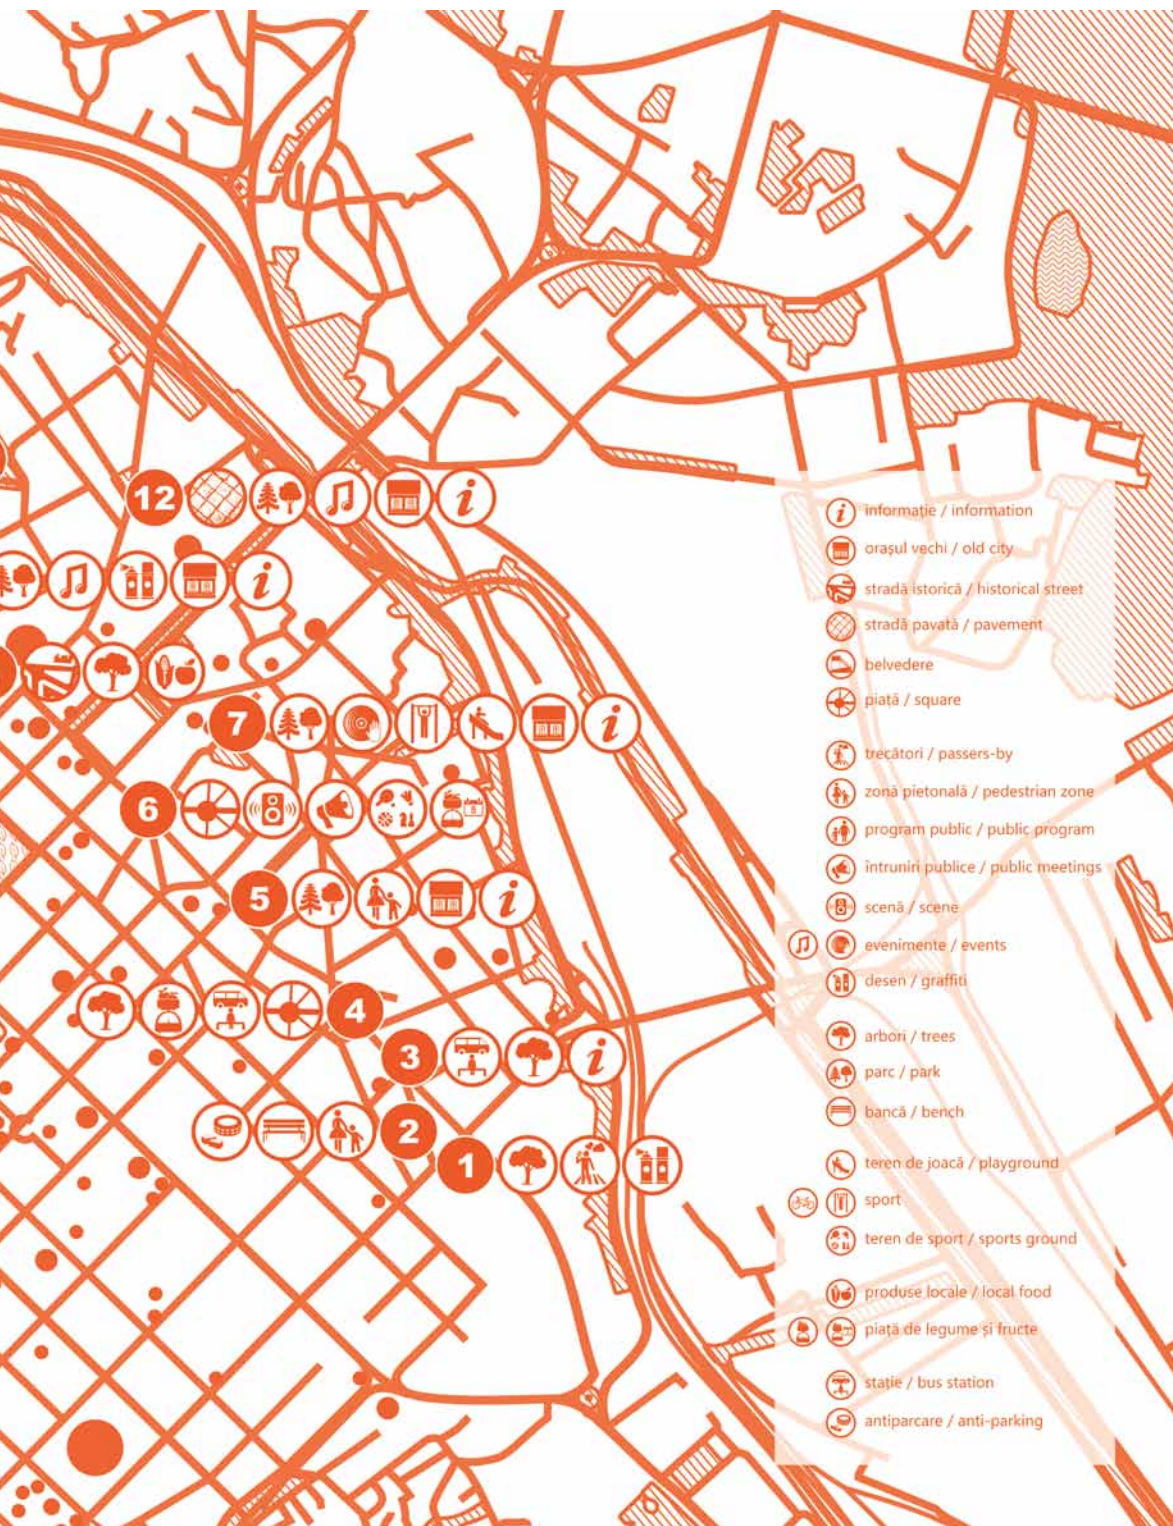 12
7
6
5
4
3
2
1
informație / information
orașul vechi / old city
stradă istorică / historical street
stradă pavată / pavement
belvedere
piață / square
trecători / passers-by
zonă pietonală / pedestrian zone
program public / public program
întruniri publice / public meetings
scenă / scene
evenimente / events
desen / graffiti
arbori / trees
parc / park
bancă / bench
teren de joacă / playground
sport
teren de sport / sports ground
produse locale / local food
piață de legume și fructe
stație / bus station
antiparcare / anti-parking